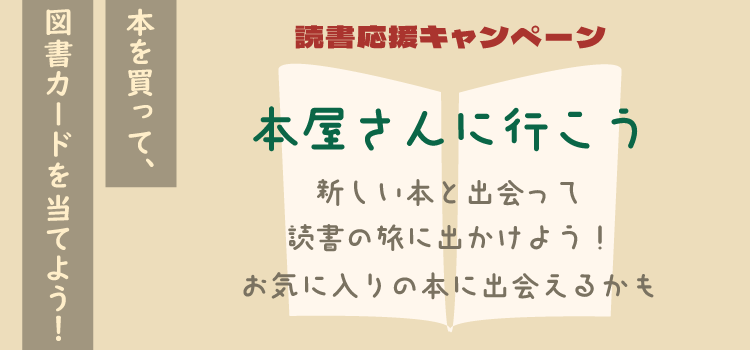 本を買って、
図書カードを当てよう！
読書応援キャンペーン
本屋さんに行こう
新しい本と出会って
読書の旅に出かけよう！
お気に入りの本に出会えるかも